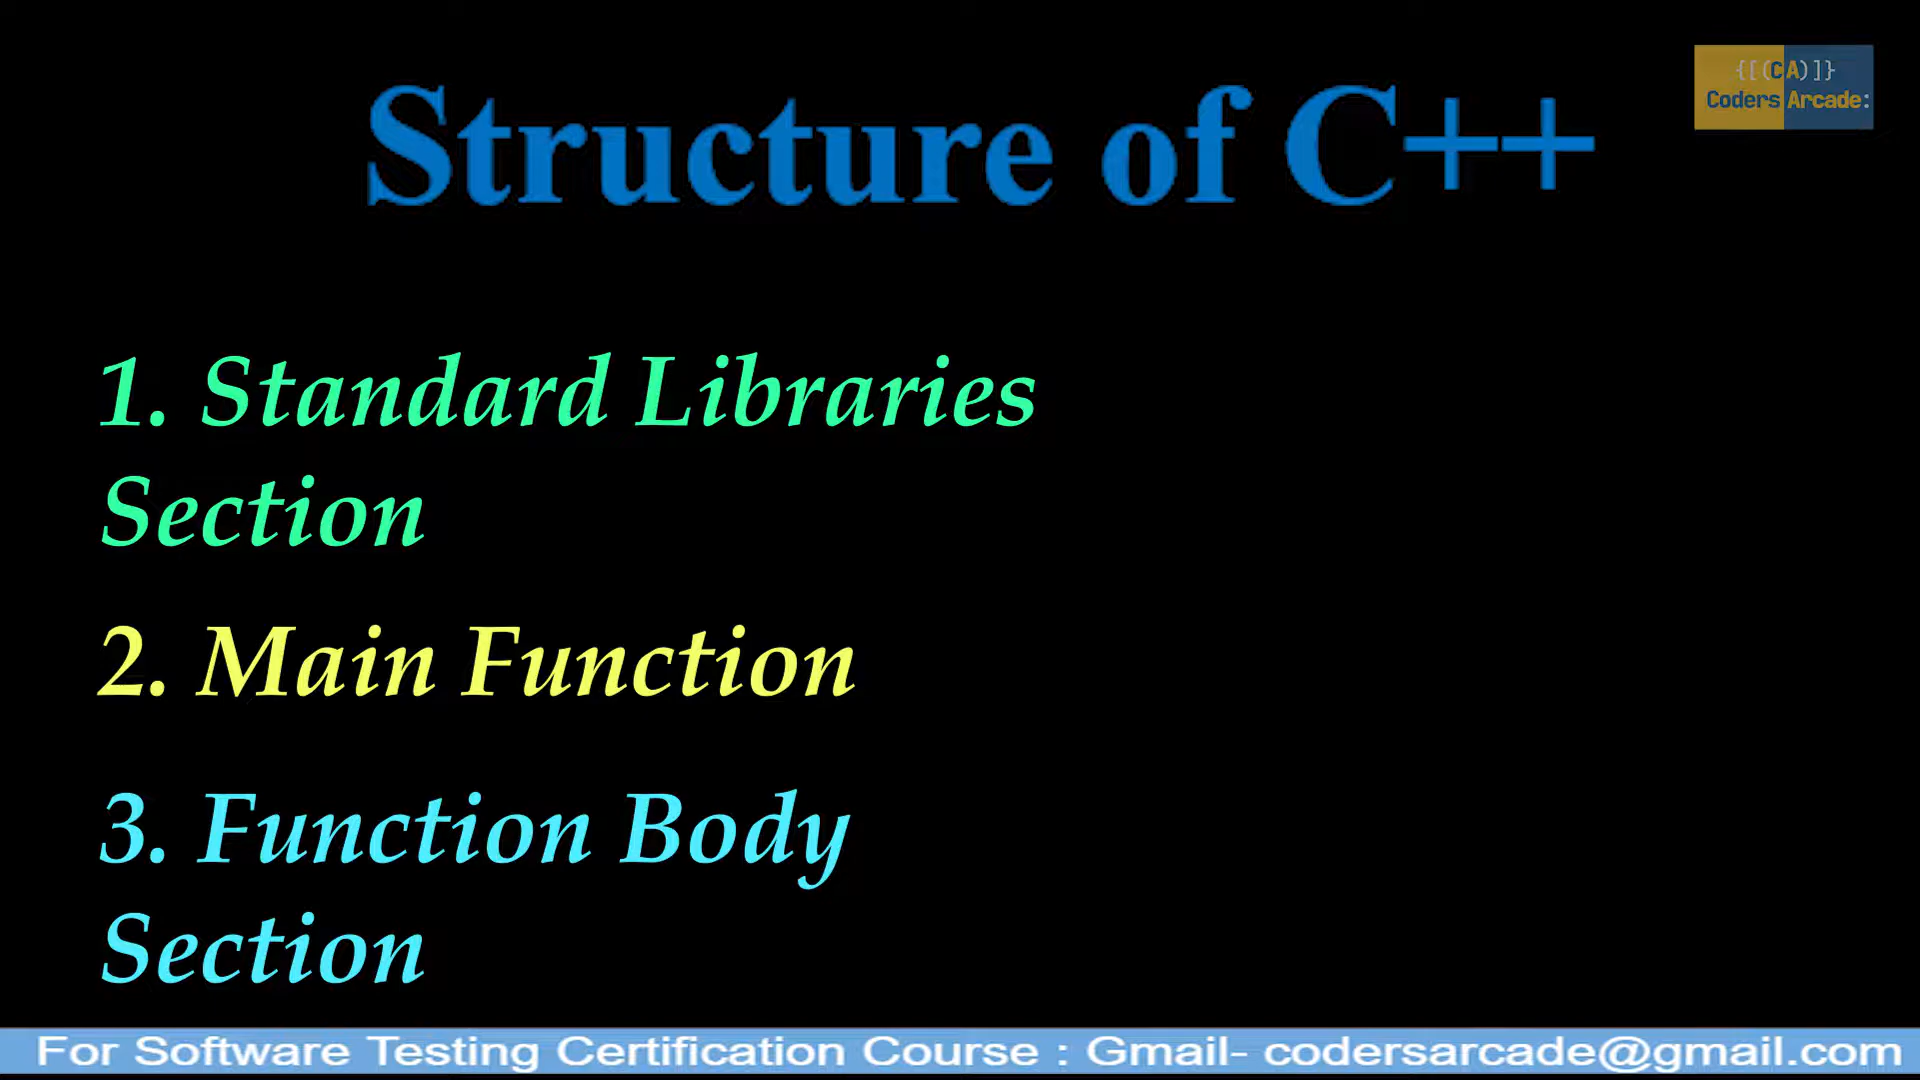 Structure of C++
{[(CA)]}
Coders Arcade:
1. Standard Libraries
Section
2. Main Function
3. Function Body
Section
For Software Testing Certification Course : Gmail- codersarcade@gmail.com